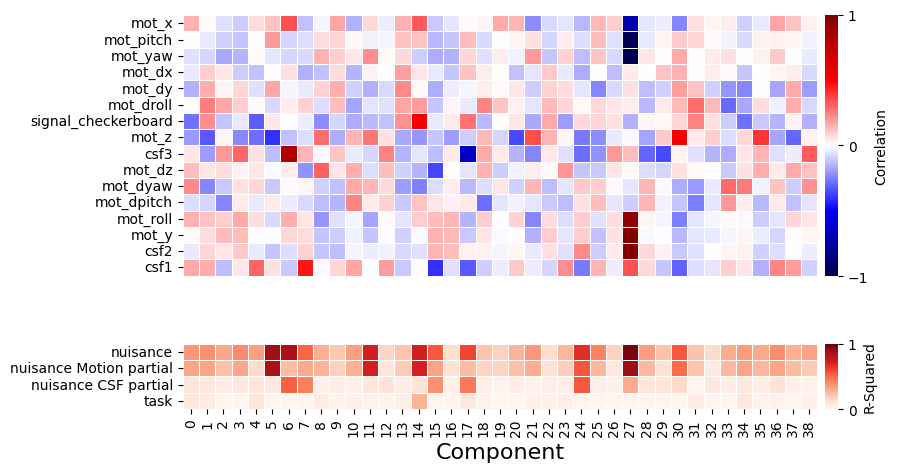 mot_x
mot_pitch
mot_yaw
mot_dx
mot_dy
mot_droll
signal_checkerboard
mot_z
csf3
mot_dz
mot_dyaw
mot_dpitch
mot_roll
mot_y
csf2
csf1
1
0
−1
Correlation
nuisance
nuisance Motion partial
nuisance CSF partial
task
1
0
R-Squared
0 1 2 3 4 5 6 7 8 9 10 11 12 13 14 15 16 17 18 19 20 21 22 23 24 25 26 27 28 29 30 31 32 33 34 35 36 37 38
Component